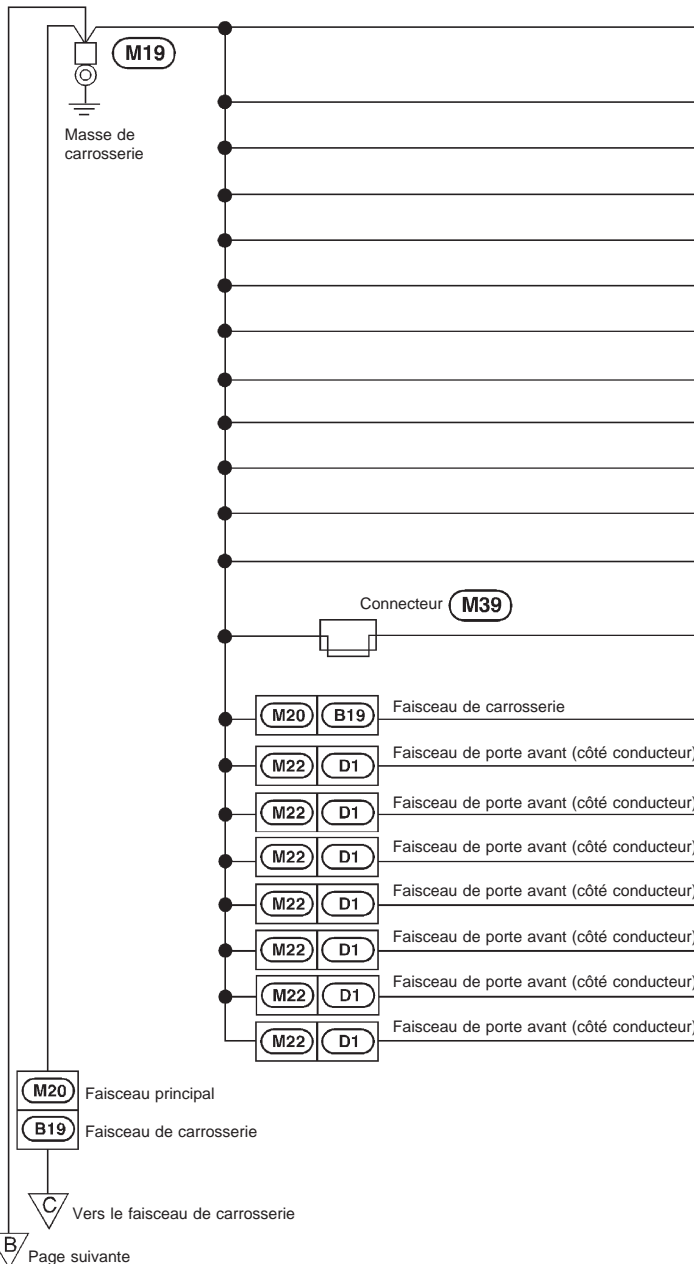 M19
Masse de
carrosserie
Connecteur M39
M20 B19 Faisceau de carrosserie
M22 D1 Faisceau de porte avant (côté conducteur)
M22 D1 Faisceau de porte avant (côté conducteur)
M22 D1 Faisceau de porte avant (côté conducteur)
M22 D1 Faisceau de porte avant (côté conducteur)
M22 D1 Faisceau de porte avant (côté conducteur)
M22 D1 Faisceau de porte avant (côté conducteur)
M22 D1 Faisceau de porte avant (côté conducteur)
M20 Faisceau principal
B19 Faisceau de carrosserie
C Vers le faisceau de carrosserie
B Page suivante